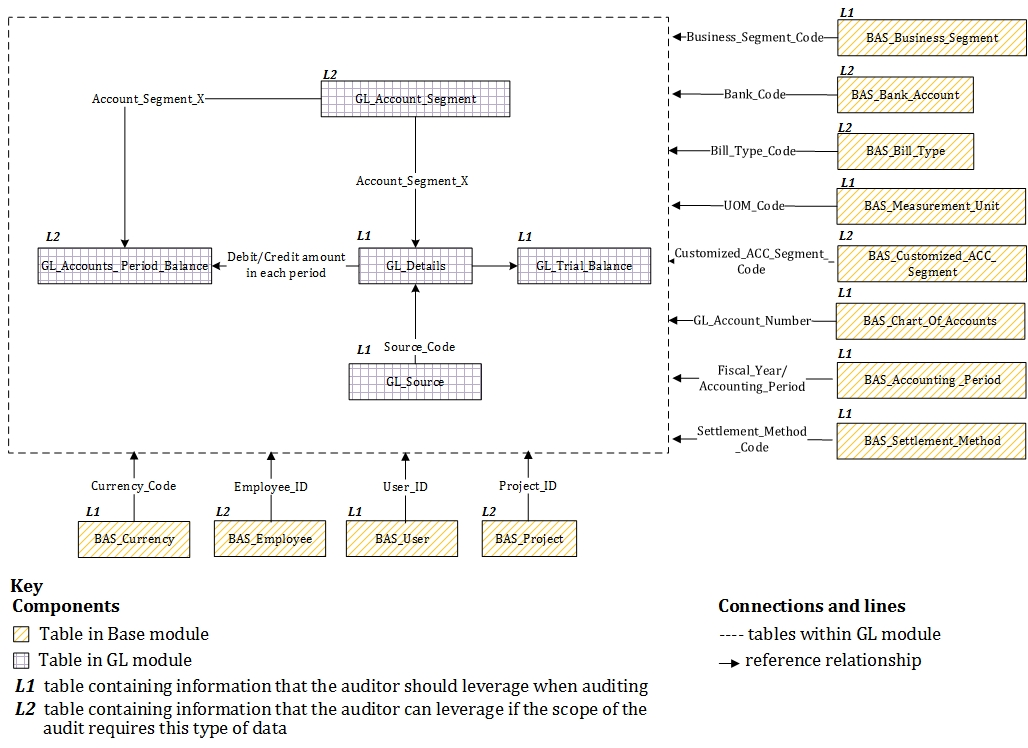 L1
Business_Segment_Code
BAS_Business_Segment
L2
GL_Account_Segment
Account_Segment_X
L2
Bank_Code
BAS_Bank_Account
L2
Bill_Type_Code
BAS_Bill_Type
Account_Segment_X
L1
UOM_Code
BAS_Measurement_Unit
L2
GL_Accounts_ Period_Balance
Debit/Credit amount
in each period
L1
GL_Details
L1
GL_Trial_Balance
L2
Customized_ACC_Segment_
Code
BAS_Customized_ACC_
Segment
L1
GL_Account_Number
BAS_Chart_Of_Accounts
Source_Code
L1
GL_Source
L1
Fiscal_Year/
Accounting_Period
BAS_Accounting _Period
L1
Settlement_Method
_Code
BAS_Settlement_Method
Currency_Code
Employee_ID
User_ID
Project_ID
L1
BAS_Currency
L2
BAS_Employee
L1
BAS_User
L2
BAS_Project
Key
Components
Table in Base module
Table in GL module
L1 table containing information that the auditor should leverage when auditing
L2 table containing information that the auditor can leverage if the scope of the
audit requires this type of data
Connections and lines
---- tables within GL module
reference relationship